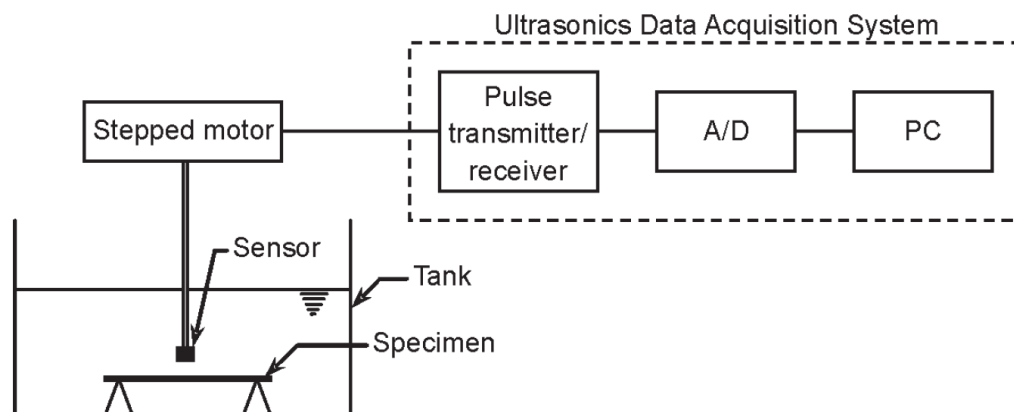 Ultrasonics Data Acquisition System
Stepped motor
Pulse
transmitter/
receiver
A/D
PC
Sensor
Tank
Specimen